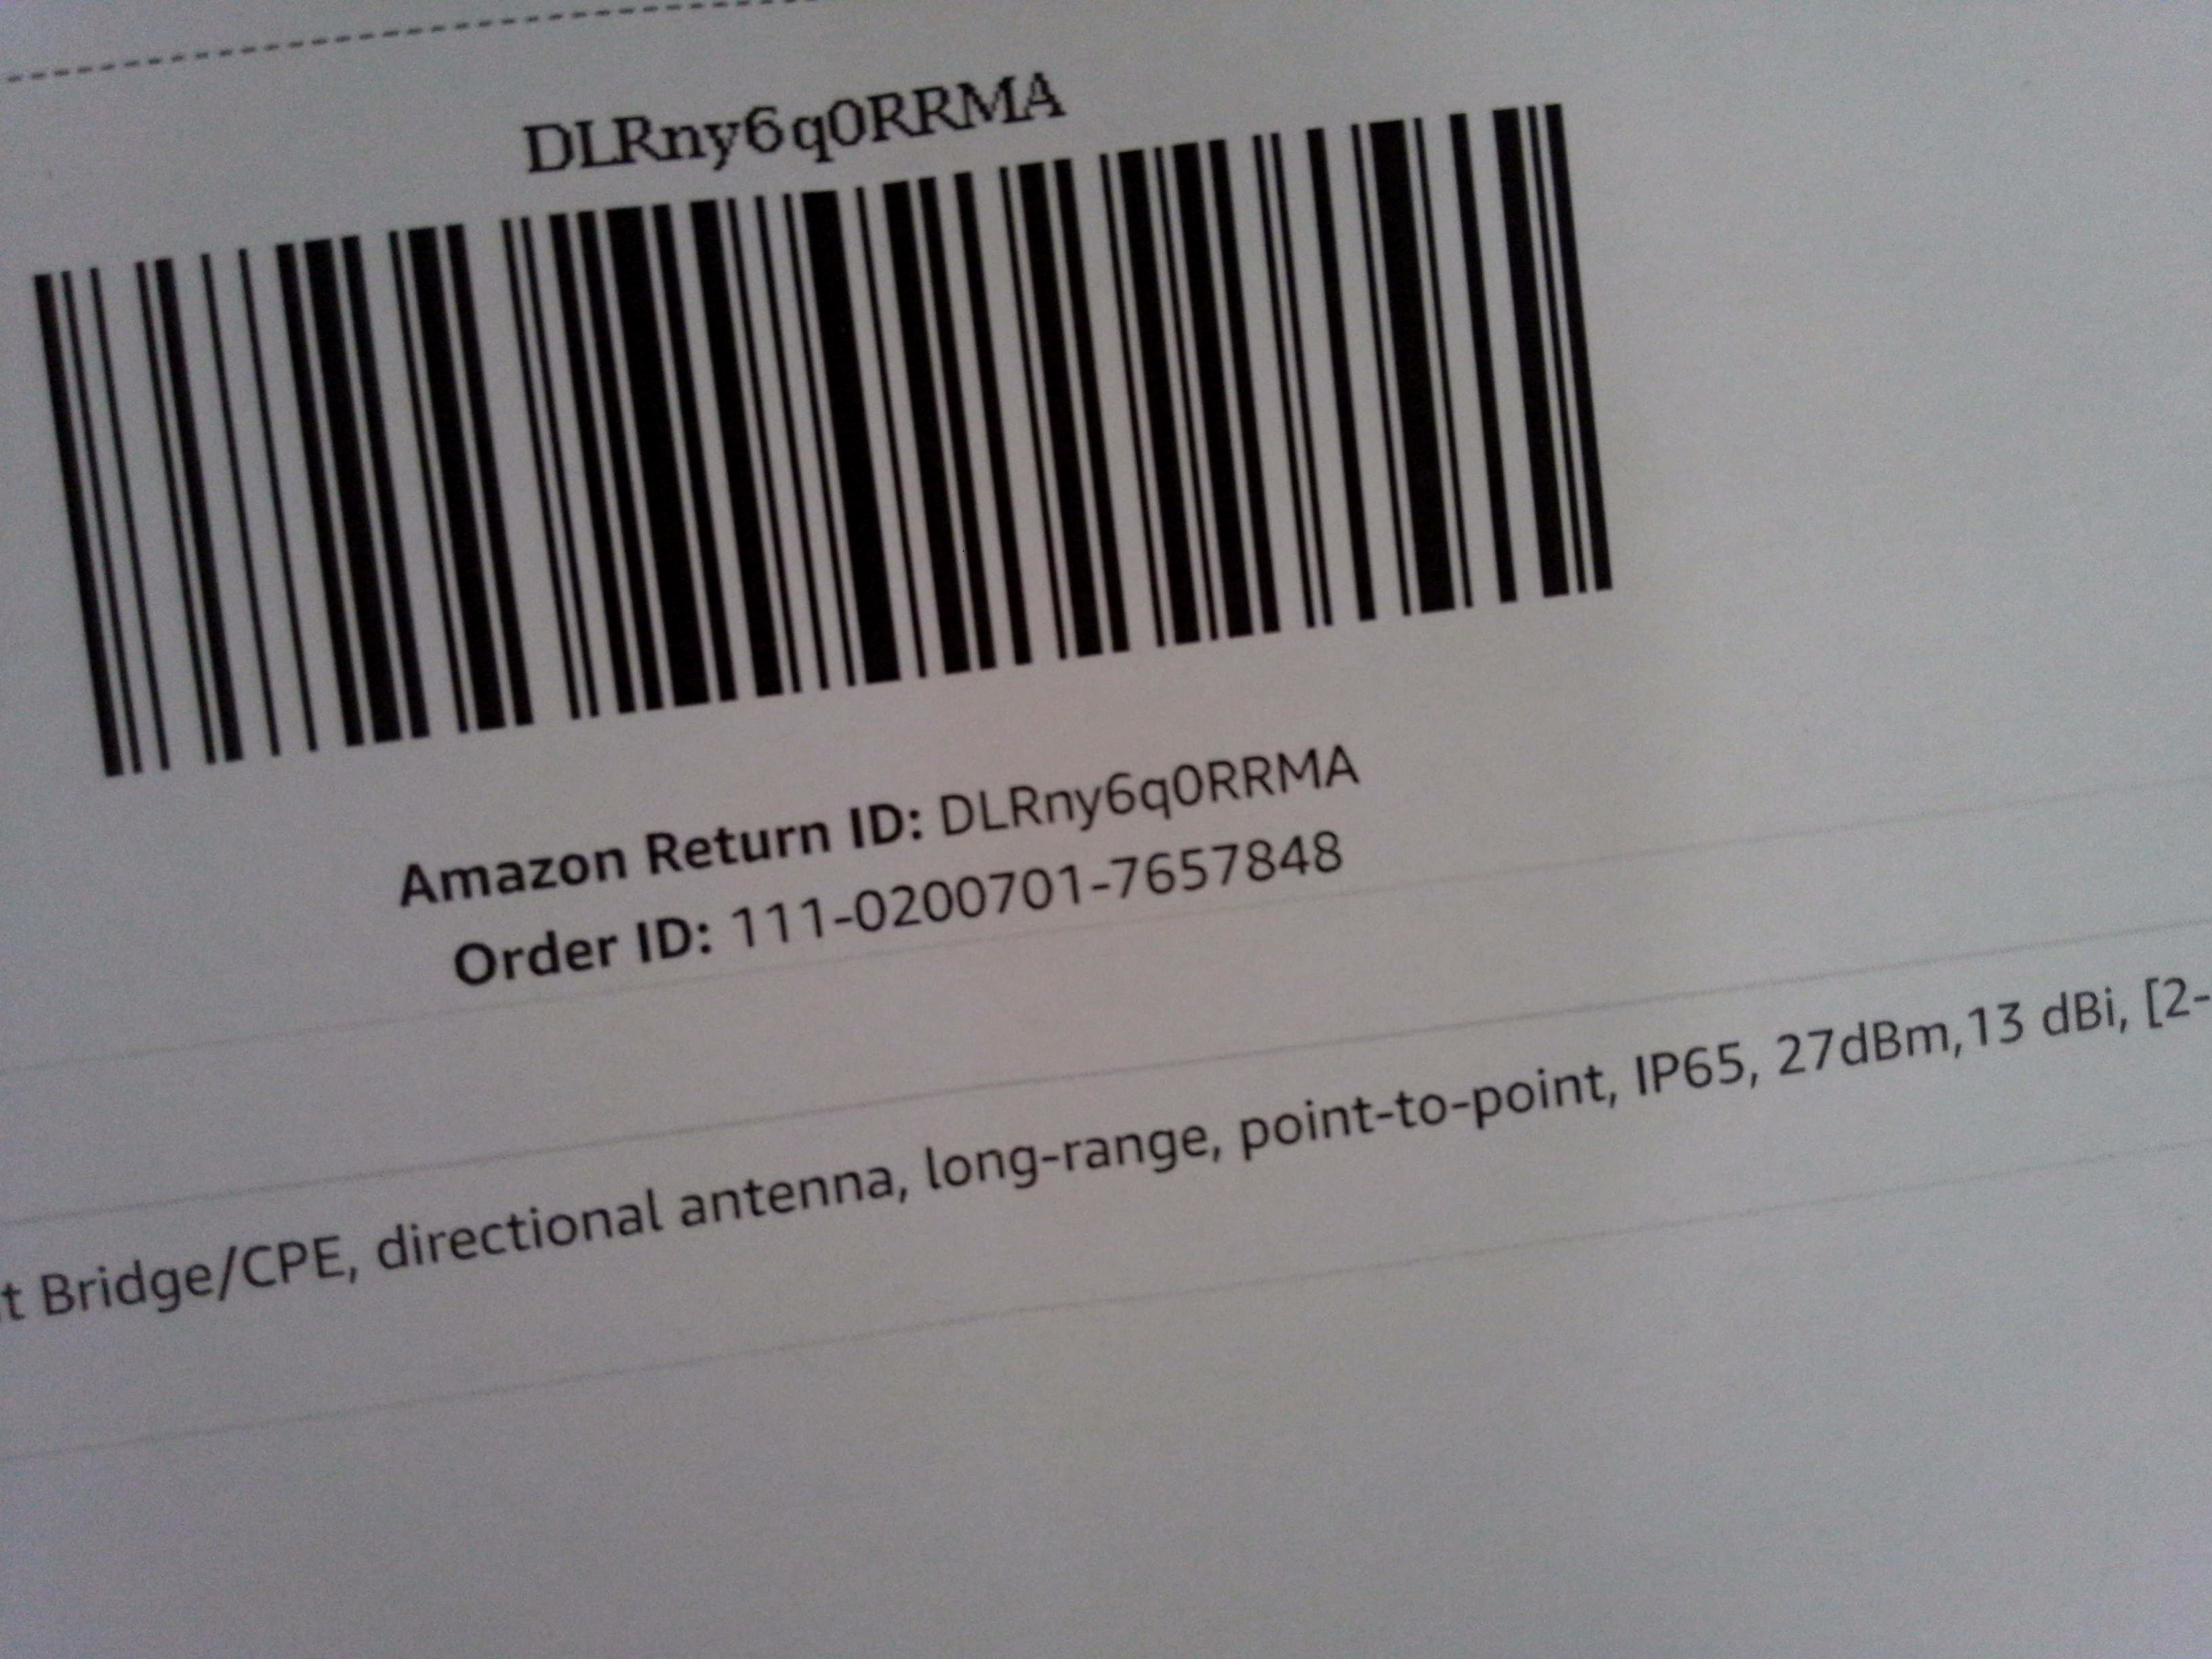 DLRny6q0RRMA
Amazon Return ID: DLRny6q0RRMA
Order ID: 111-0200701-7657848
t Bridge/CPE, directional antenna, long-range, point-to-point, IP65, 27dBm,13 dBi, [2-